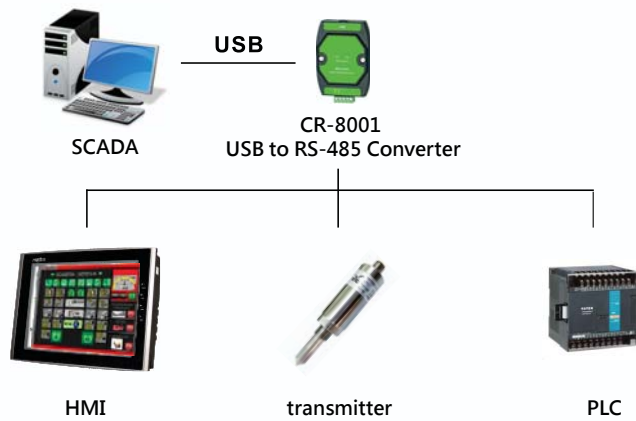 USB
SCADA
CR-8001
USB to RS-485 Converter
HMI
transmitter
PLC